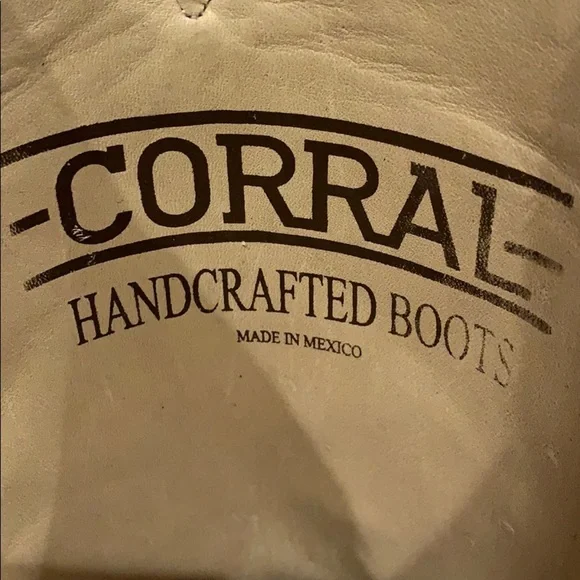 -CORRAL-
HANDCRAFTED BOOTS
MADE IN MEXICO